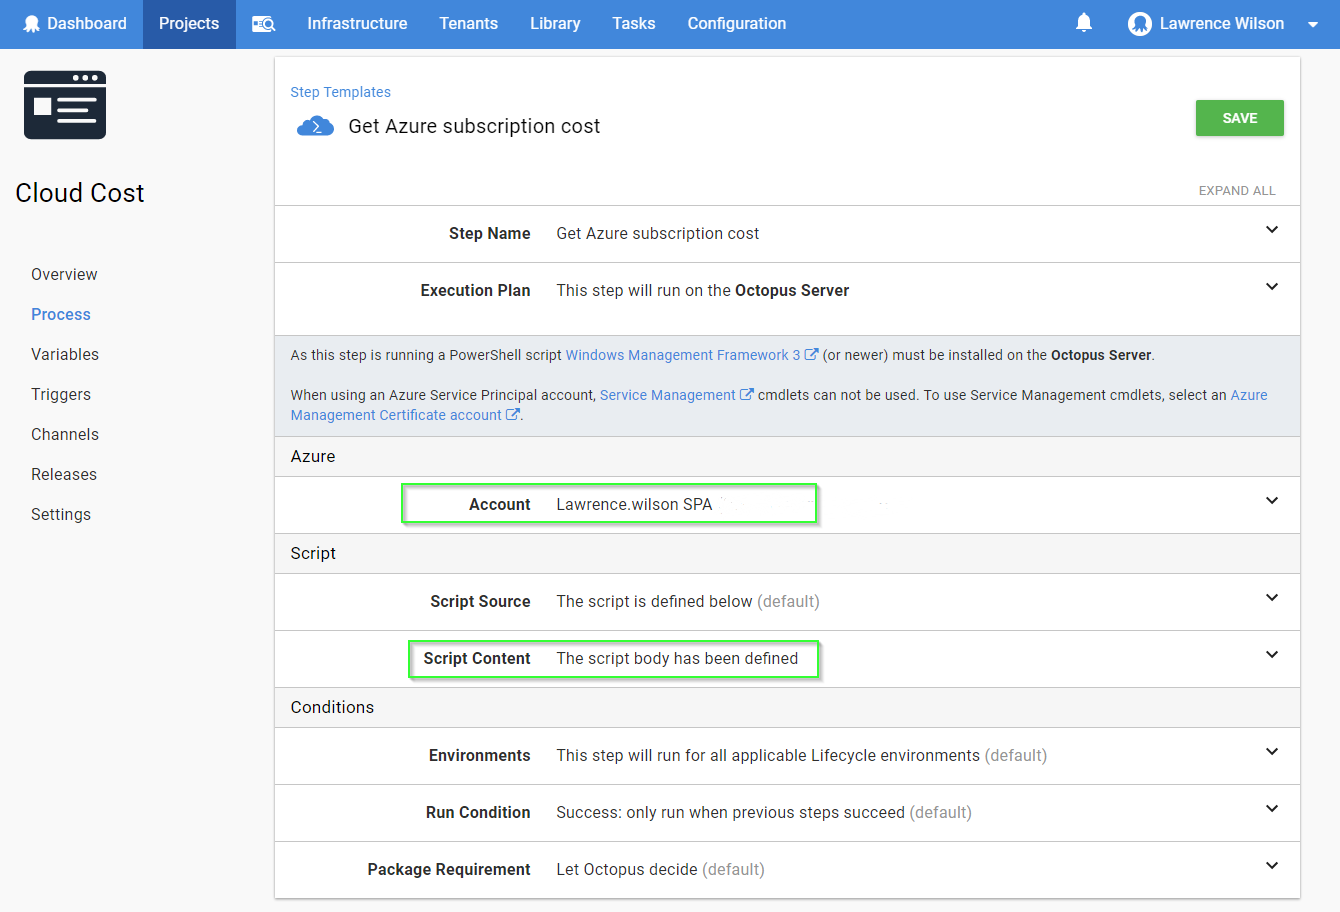 Dashboard Projects Infrastructure Tenants Library Tasks Configuration Lawrence Wilson
Cloud Cost
Overview
Process
Variables
Triggers
Channels
Releases
Settings
Step Templates
Get Azure subscription cost
SAVE
EXPAND ALL
Step Name Get Azure subscription cost
Execution Plan This step will run on the Octopus Server
As this step is running a PowerShell script Windows Management Framework 3 (or newer) must be installed on the Octopus Server.
When using an Azure Service Principal account, Service Management cmdlets can not be used. To use Service Management cmdlets, select an Azure
Management Certificate account.
Azure
Account Lawrence.wilson SPA
Script
Script Source The script is defined below (default)
Script Content The script body has been defined
Conditions
Environments This step will run for all applicable Lifecycle environments (default)
Run Condition Success: only run when previous steps succeed (default)
Package Requirement Let Octopus decide (default)